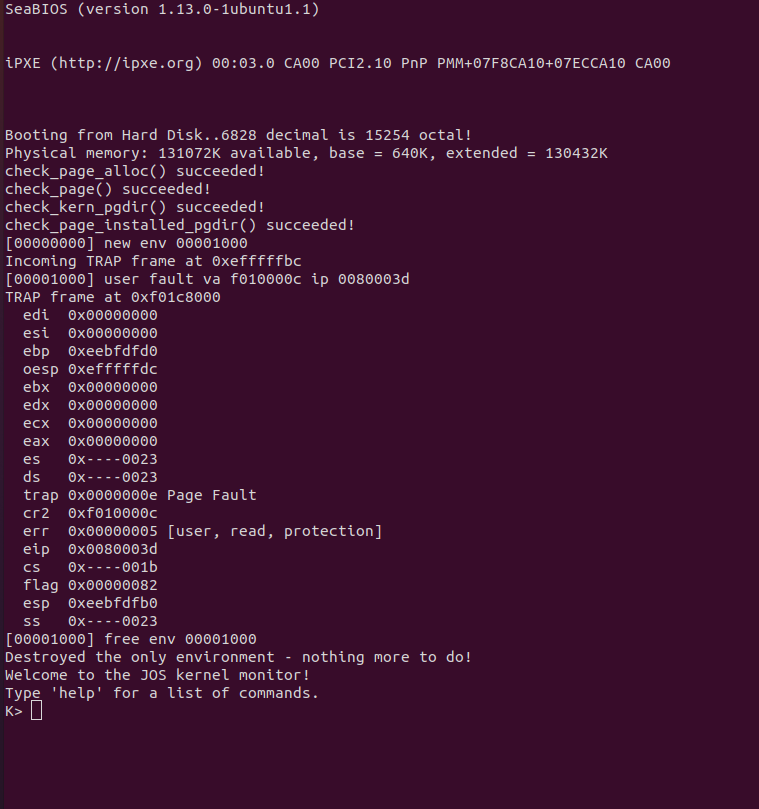 SeaBIOS (version 1.13.0-1ubuntu1.1)
iPXE (http://ipxe.org) 00:03.0 CA00 PCI2.10 PnP PMM+07F8CA10+07ECCA10 CA00
Booting from Hard Disk..6828 decimal is 15254 octal!
Physical memory: 131072K available, base = 640K, extended = 130432K
check_page_alloc() succeeded!
check_page() succeeded!
check_kern_pgdir() succeeded!
check_page_installed_pgdir() succeeded!
[00000000] new env 00001000
Incoming TRAP frame at 0xefffffbc
[00001000] user fault va f010000c ip 0080003d
TRAP frame at 0xf01c8000
  edi  0x00000000
  esi  0x00000000
  ebp  0xeebfdfd0
  oesp 0xefffffdc
  ebx  0x00000000
  edx  0x00000000
  ecx  0x00000000
  eax  0x00000000
  es   0x----0023
  ds   0x----0023
  trap 0x0000000e Page Fault
  cr2  0xf010000c
  err  0x00000005 [user, read, protection]
  eip  0x0080003d
  cs   0x----001b
  flag 0x00000082
  esp  0xeebfdfb0
  ss   0x----0023
[00001000] free env 00001000
Destroyed the only environment - nothing more to do!
Welcome to the JOS kernel monitor!
Type 'help' for a list of commands.
K>